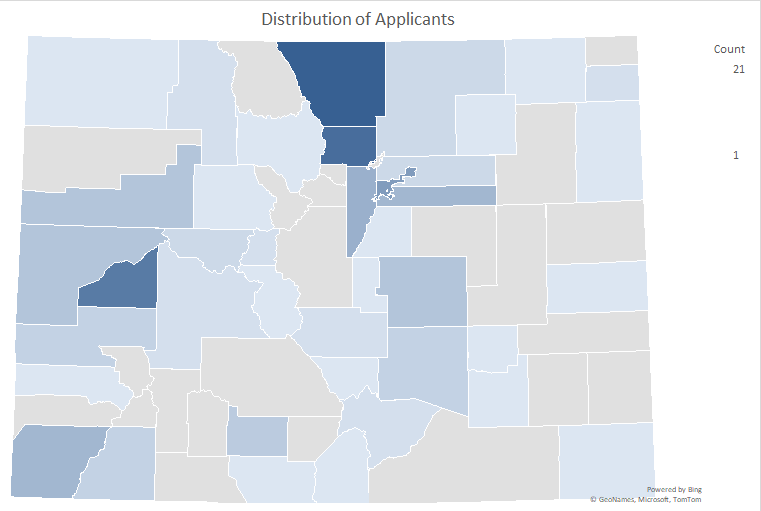 Distribution of Applicants
Count
21
1
Powered by Bing
© GeoNames, Microsoft, TomTom